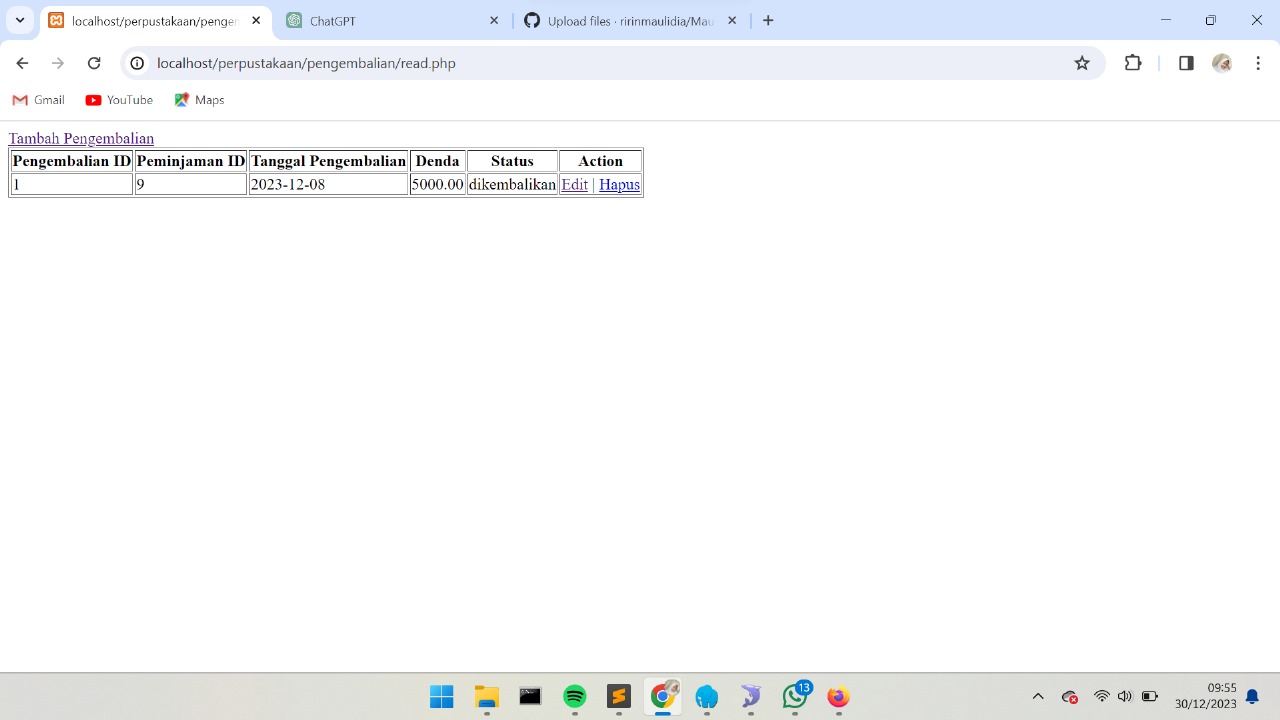 localhost/perpustakaan/penger
ChatGPT
Upload files · ririnmaulidia/Mau
localhost/perpustakaan/pengembalian/read.php
Gmail
YouTube
Maps
Tambah Pengembalian
Pengembalian ID Peminjaman ID Tanggal Pengembalian Denda Status Action
1 9 2023-12-08 5000.00 dikembalikan Edit | Hapus
13
09:55
30/12/2023